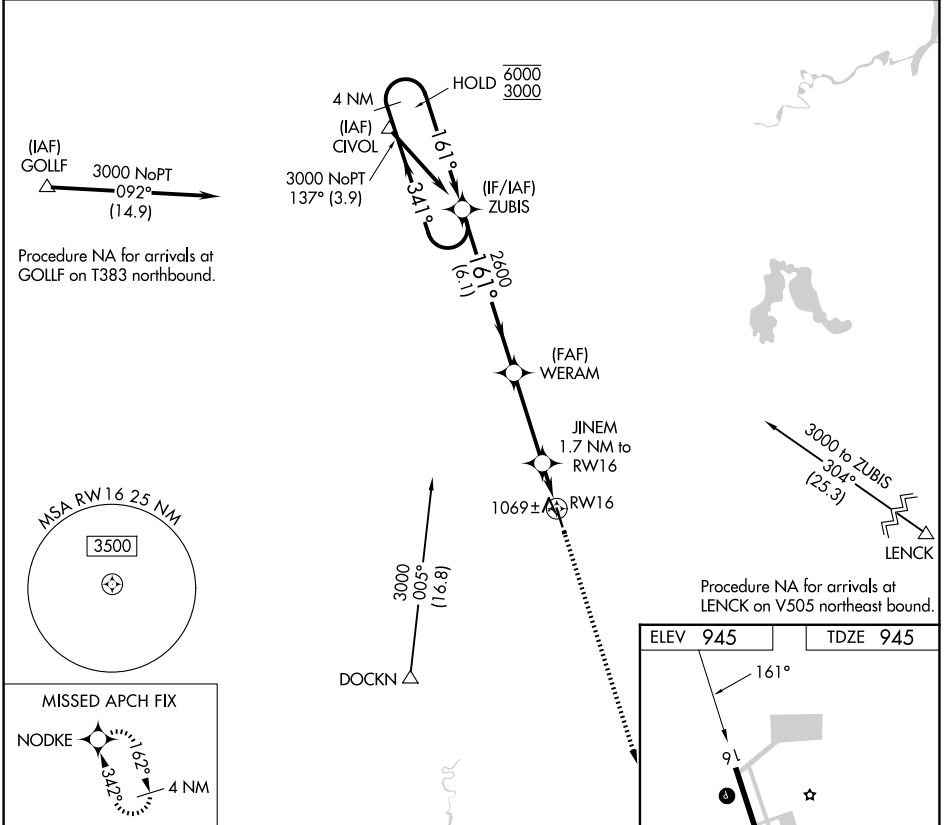 HOLD 6000
3000
4 NM
(IAF)
CIVOL
161°
(IAF)
GOLLF
3000 NoPT
092°
(14.9)
3000 NoPT
137° (3.9)
341°
(IF/IAF)
ZUBIS
Procedure NA for arrivals at
GOLLF on T383 northbound.
2600
161°
(6.1)
(FAF)
WERAM
JINEM
1.7 NM to
RW16
3000 to ZUBIS
304°
(25.3)
LENCK
1069±
RW16
MSA RW16 25 NM
3500
3000
005°
(16.8)
DOCKN
Procedure NA for arrivals at
LENCK on V505 northeast bound.
ELEV 945
TDZE 945
161°
16
P
MISSED APCH FIX
NODKE
162°
342°
4 NM